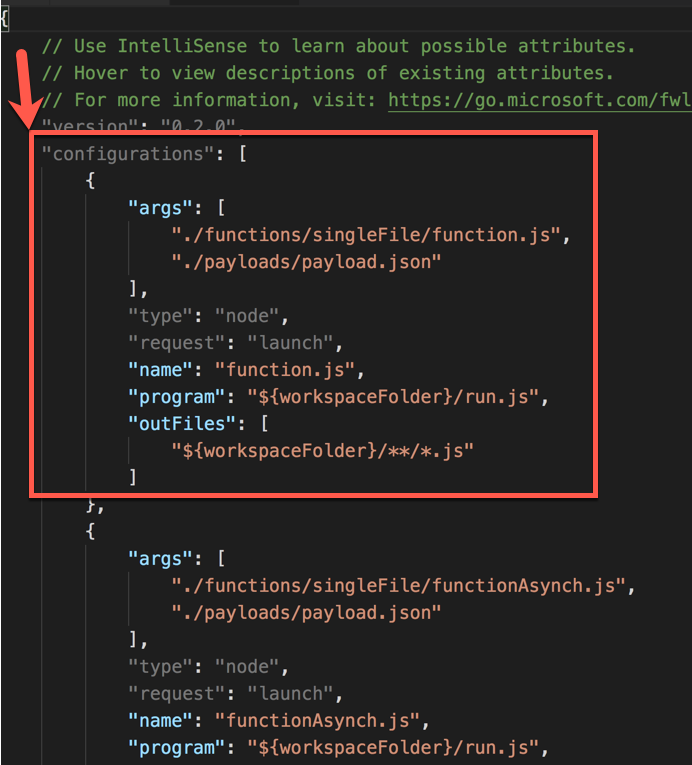 {
// Use IntelliSense to learn about possible attributes.
// Hover to view descriptions of existing attributes.
// For more information, visit: https://go.microsoft.com/fwl
"version": "0.2.0",
"configurations": [
{
"args": [
"./functions/singleFile/function.js",
"./payloads/payload.json"
],
"type": "node",
"request": "launch",
"name": "function.js",
"program": "${workspaceFolder}/run.js",
"outFiles": [
"${workspaceFolder}/**/*.js"
]
},
{
"args": [
"./functions/singleFile/functionAsynch.js",
"./payloads/payload.json"
],
"type": "node",
"request": "launch",
"name": "functionAsynch.js",
"program": "${workspaceFolder}/run.js",